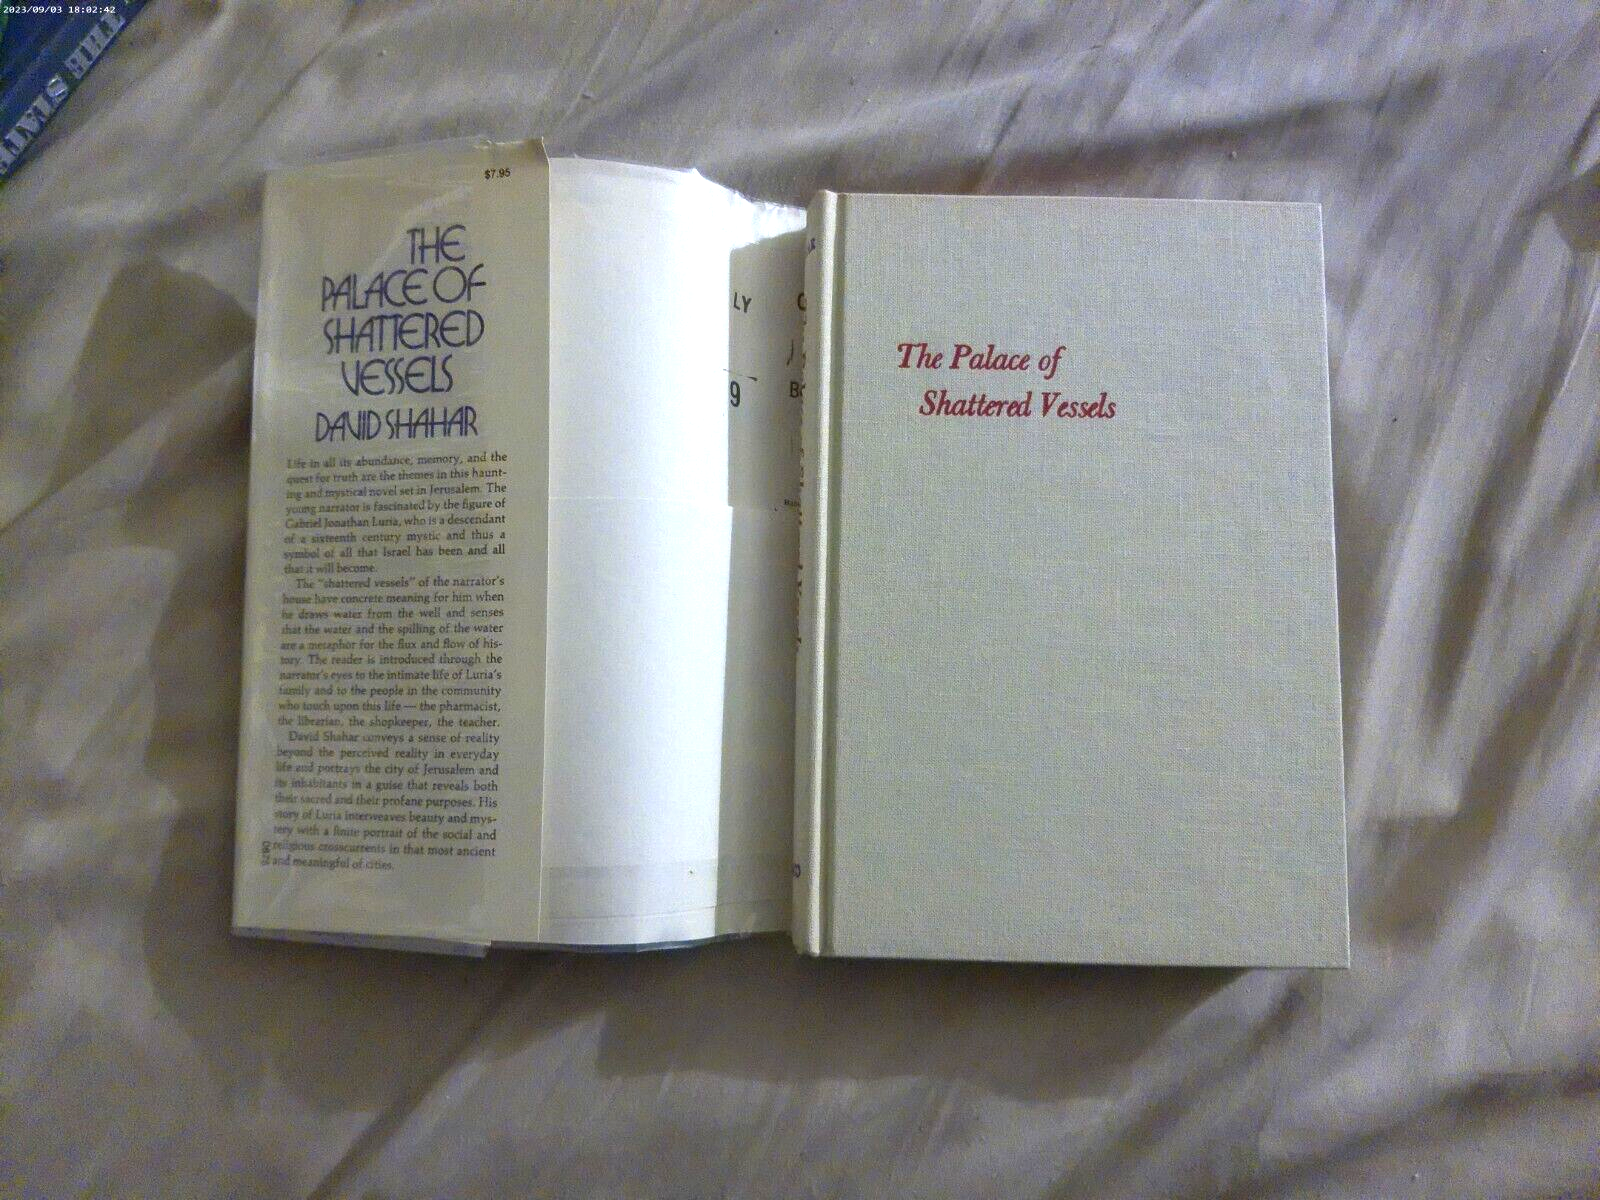 2023/09/03 18:02:42
THE STATE
$7.95
THE
PALACE OF
SHATTERED
VESSELS
DAVID SHAHAR
Life in all its abundance, memory, and the
quest for truth are the themes in this haunt-
ing and mystical novel set in Jerusalem. The
young narrator is fascinated by the figure of
Gabriel Jonathan Luria, who is a descendant
of a sixteenth century mystic and thus a
symbol of all that Israel has been and all
that it will become.
The "shattered vessels" of the narrator's
house have concrete meaning for him when
he draws water from the well and senses
that the water and the spilling of the water
are a metaphor for the flux and flow of his-
tory. The reader is introduced through the
narrator's eyes to the intimate life of Luria's
family and to the people in the community
who touch upon this life — the pharmacist,
the librarian, the shopkeeper, the teacher.
David Shahar conveys a sense of reality
beyond the perceived reality in everyday
life and portrays the city of Jerusalem and
its inhabitants in a guise that reveals both
their sacred and their profane purposes. His
story of Luria interweaves beauty and mys-
tery with a finite portrait of the social and
religious crosscurrents in that most ancient
and meaningful of cities.
0875
LY
9
The Palace of
Shattered Vessels